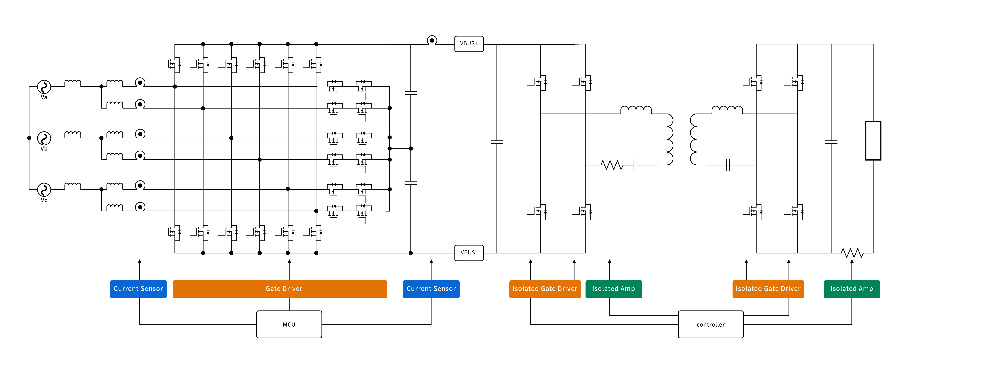 VBUS+
Va
Vb
Vc
VBUS-
Current Sensor
Gate Driver
Current Sensor
Isolated Gate Driver
Isolated Amp
Isolated Gate Driver
Isolated Amp
MCU
controller